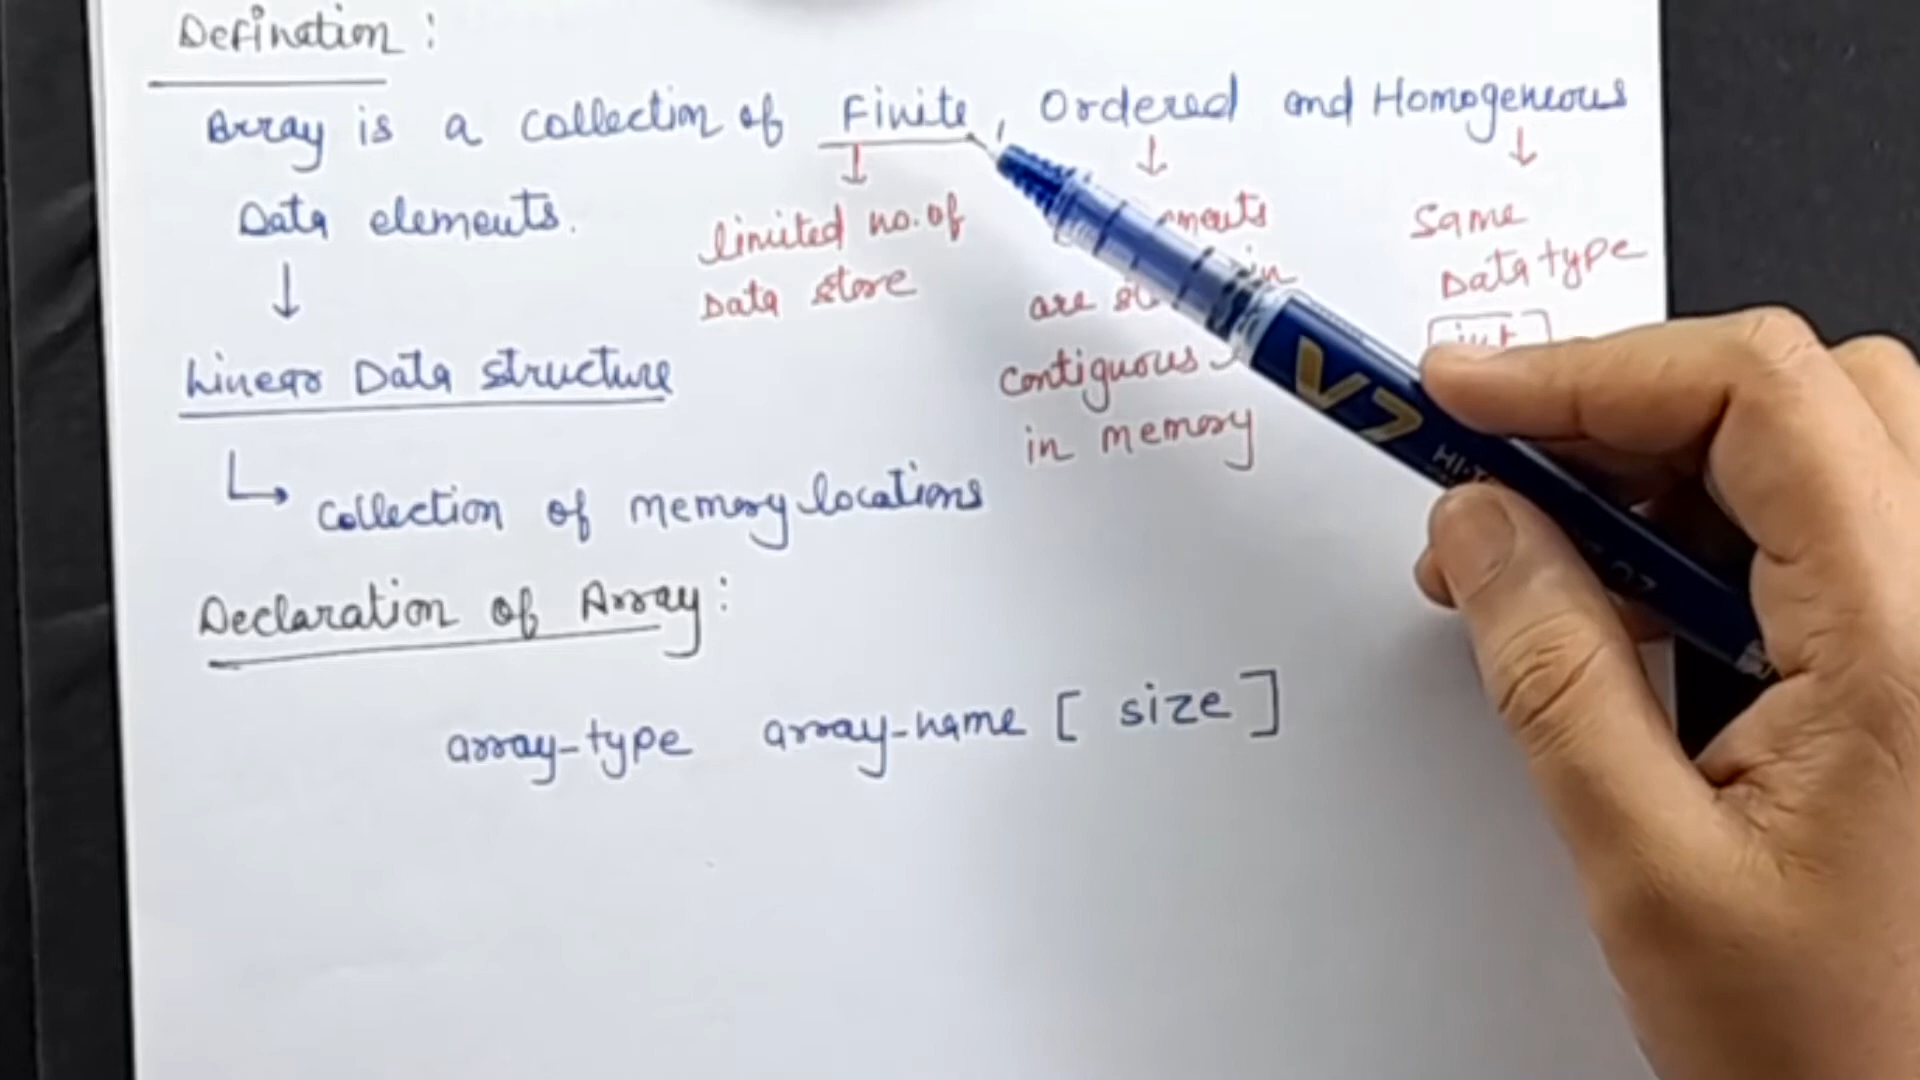 Defination :
Array is a collection of Finite, Ordered and Homogeneous
Data elements.
limited no. of
Data store
are
in
contiguous
in memory
Same
Data type
int
Linear Data structure
collection of memory locations
Declaration of Array :
array-type array-name [ size ]
V7